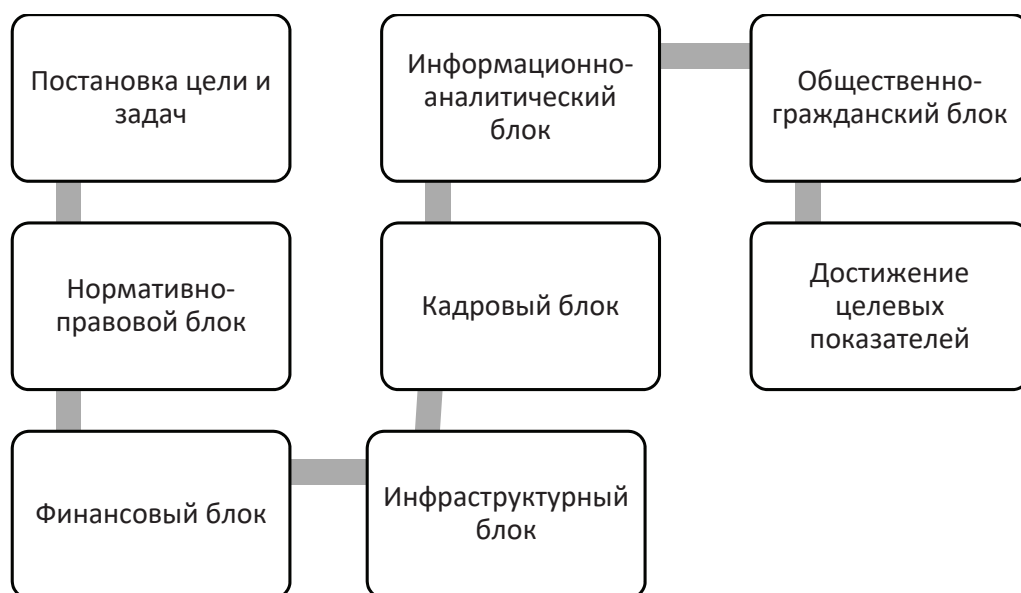 Постановка цели и
задач
Нормативно-
правовой блок
Финансовый блок
Инфраструктурный
блок
Кадровый блок
Информационно-
аналитический
блок
Общественно-
гражданский блок
Достижение
целевых
показателей